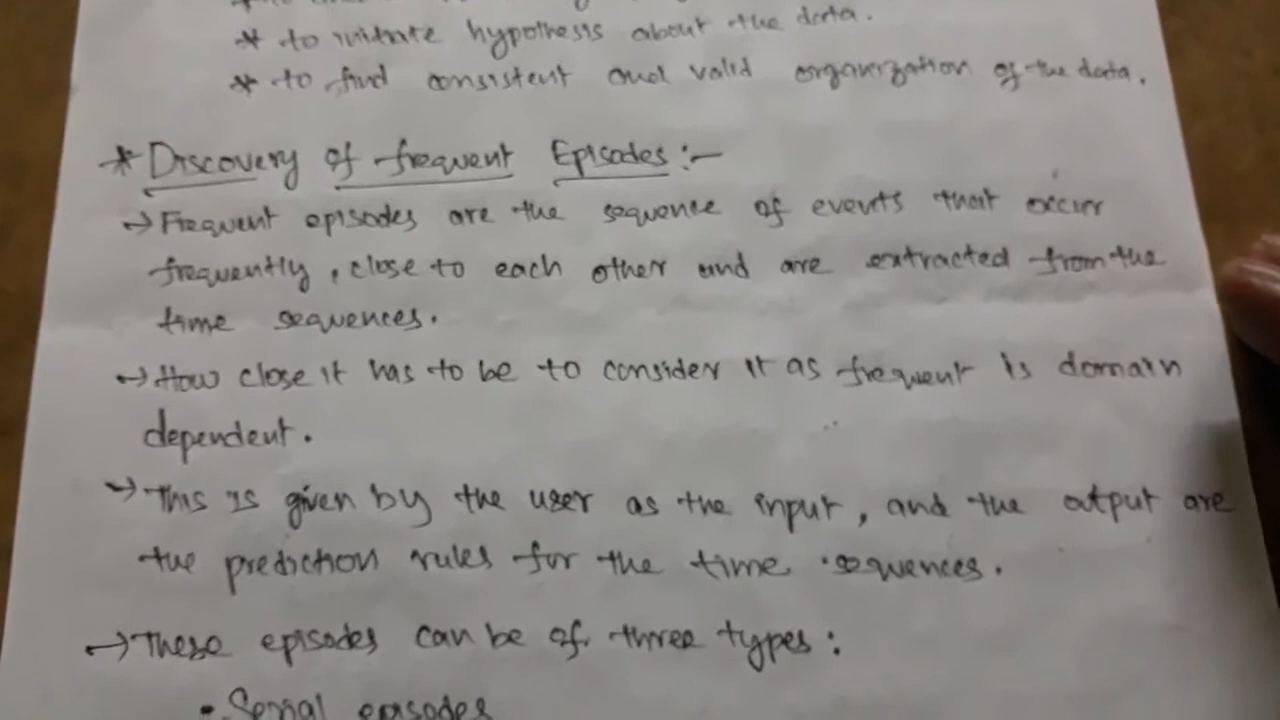 * to initiate hypothesis about the data.
* to find consistent and valid organization of the data.
* Discovery of frequent Episodes :-
→ Frequent episodes are the sequence of events that occur
frequently, close to each other and are extracted from the
time sequences.
→ How close it has to be to consider it as frequent is domain
dependent.
→ This is given by the user as the input, and the output are
the prediction rules for the time sequences.
→ These episodes can be of three types:
• Serial episodes